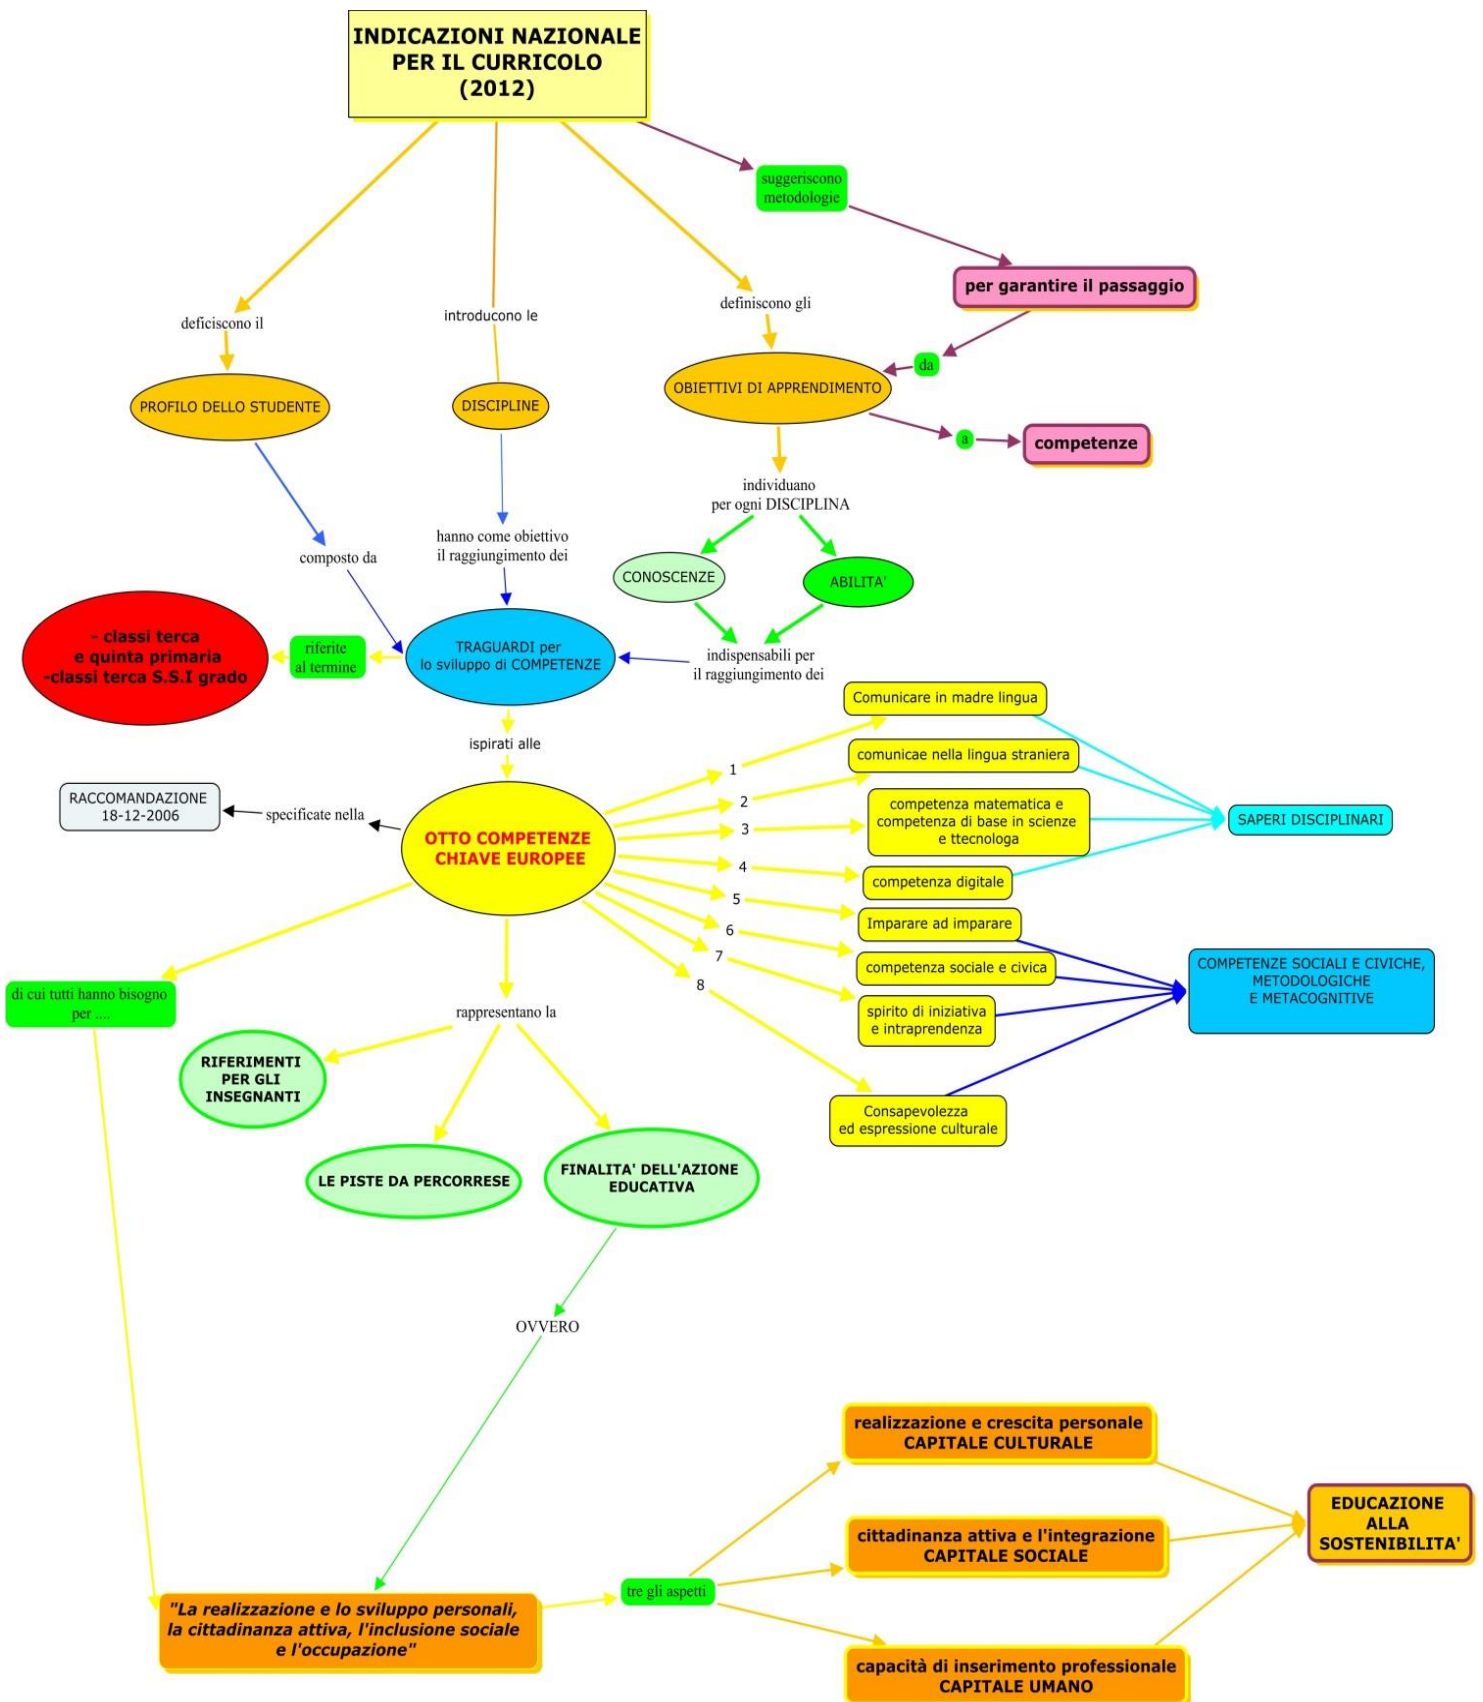 INDICAZIONI NAZIONALE
PER IL CURRICOLO
(2012)
suggeriscono
metodologie
per garantire il passaggio
deficiscono il
introducono le
definiscono gli
da
PROFILO DELLO STUDENTE
DISCIPLINE
OBIETTIVI DI APPRENDIMENTO
a
competenze
individuano
per ogni DISCIPLINA
composto da
hanno come obiettivo
il raggiungimento dei
CONOSCENZE
ABILITA'
- classi terca
e quinta primaria
-classi terca S.S.I grado
riferite
al termine
TRAGUARDI per
lo sviluppo di COMPETENZE
indispensabili per
il raggiungimento dei
ispirati alle
RACCOMANDAZIONE
18-12-2006
specificate nella
OTTO COMPETENZE
CHIAVE EUROPEE
1
Comunicare in madre lingua
2
comunicae nella lingua straniera
3
competenza matematica e
competenza di base in scienze
e ttecnologa
4
competenza digitale
SAPERI DISCIPLINARI
5
Imparare ad imparare
6
competenza sociale e civica
7
spirito di iniziativa
e intraprendenza
8
Consapevolezza
ed espressione culturale
COMPETENZE SOCIALI E CIVICHE,
METODOLOGICHE
E METACOGNITIVE
di cui tutti hanno bisogno
per ....
rappresentano la
RIFERIMENTI
PER GLI
INSEGNANTI
LE PISTE DA PERCORRESE
FINALITA' DELL'AZIONE
EDUCATIVA
OVVERO
"La realizzazione e lo sviluppo personali,
la cittadinanza attiva, l'inclusione sociale
e l'occupazione"
tre gli aspetti
realizzazione e crescita personale
CAPITALE CULTURALE
cittadinanza attiva e l'integrazione
CAPITALE SOCIALE
capacità di inserimento professionale
CAPITALE UMANO
EDUCAZIONE
ALLA
SOSTENIBILITA'